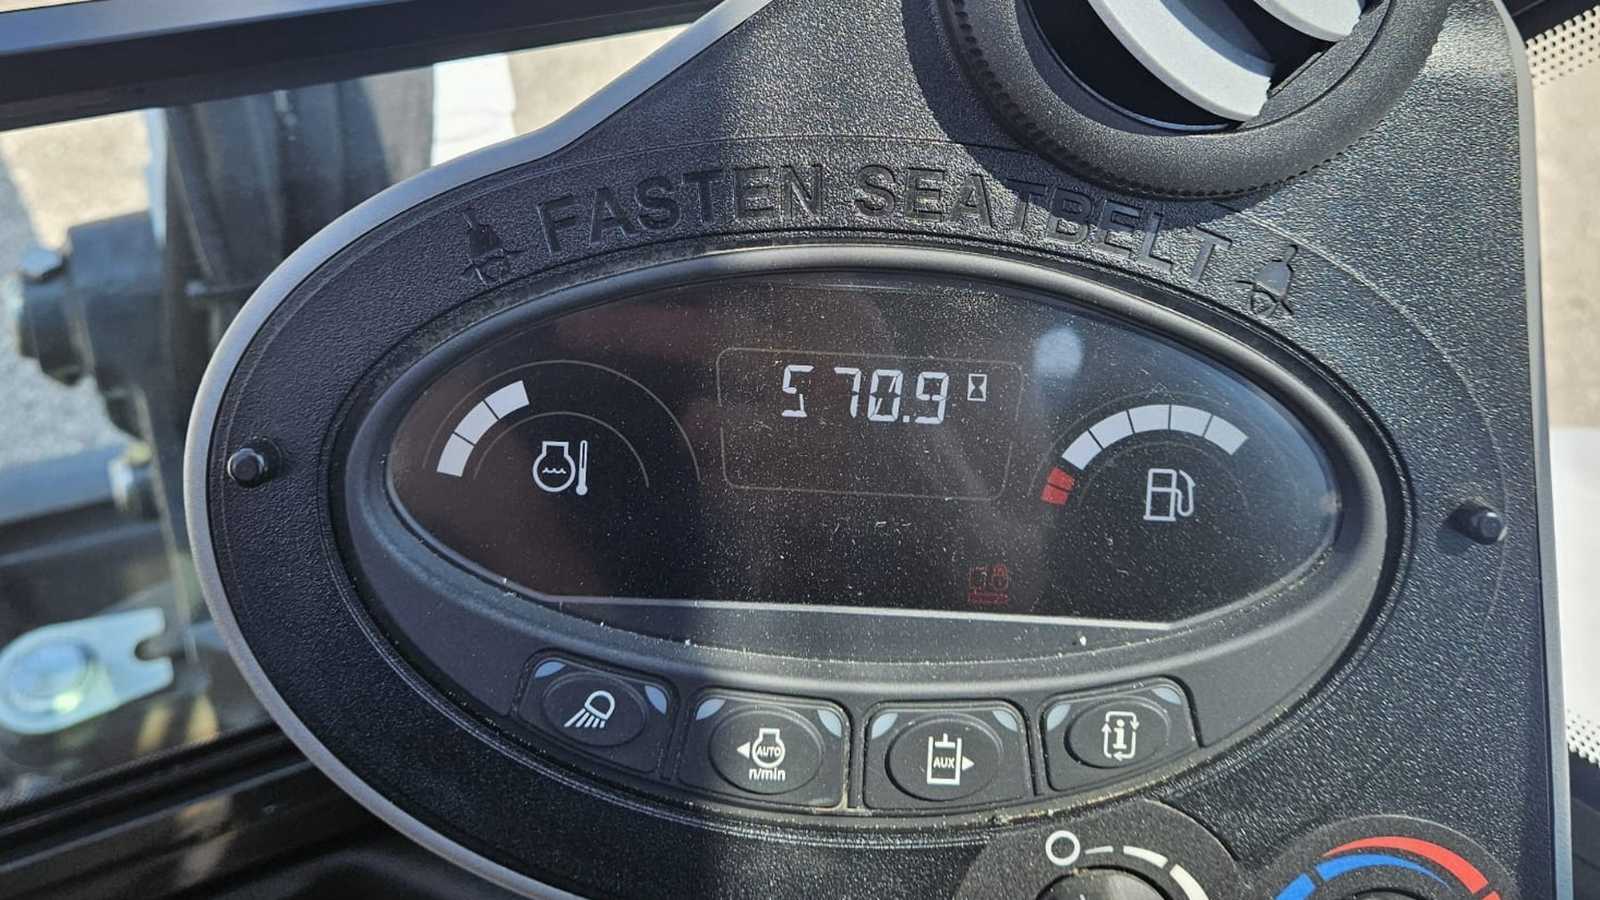 FASTEN SEATBELT
570.9
AUTO
n/min
AUX
i